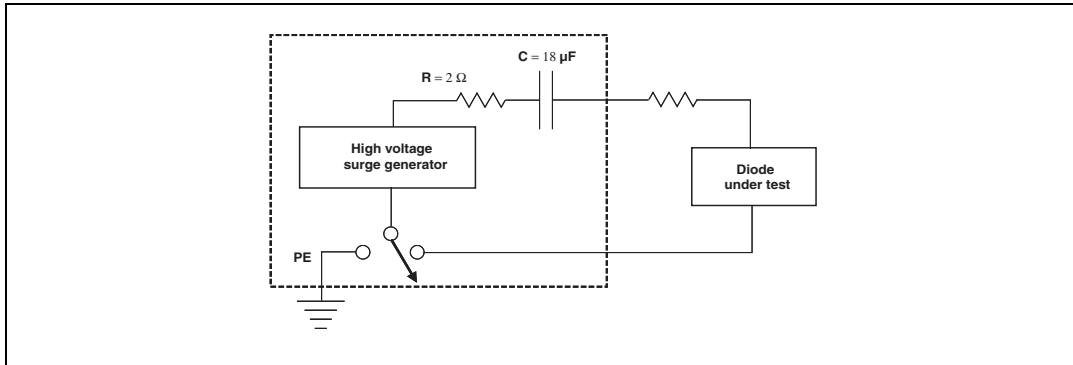 C = 18 µF
R = 2 Ω
High voltage
surge generator
Diode
under test
PE